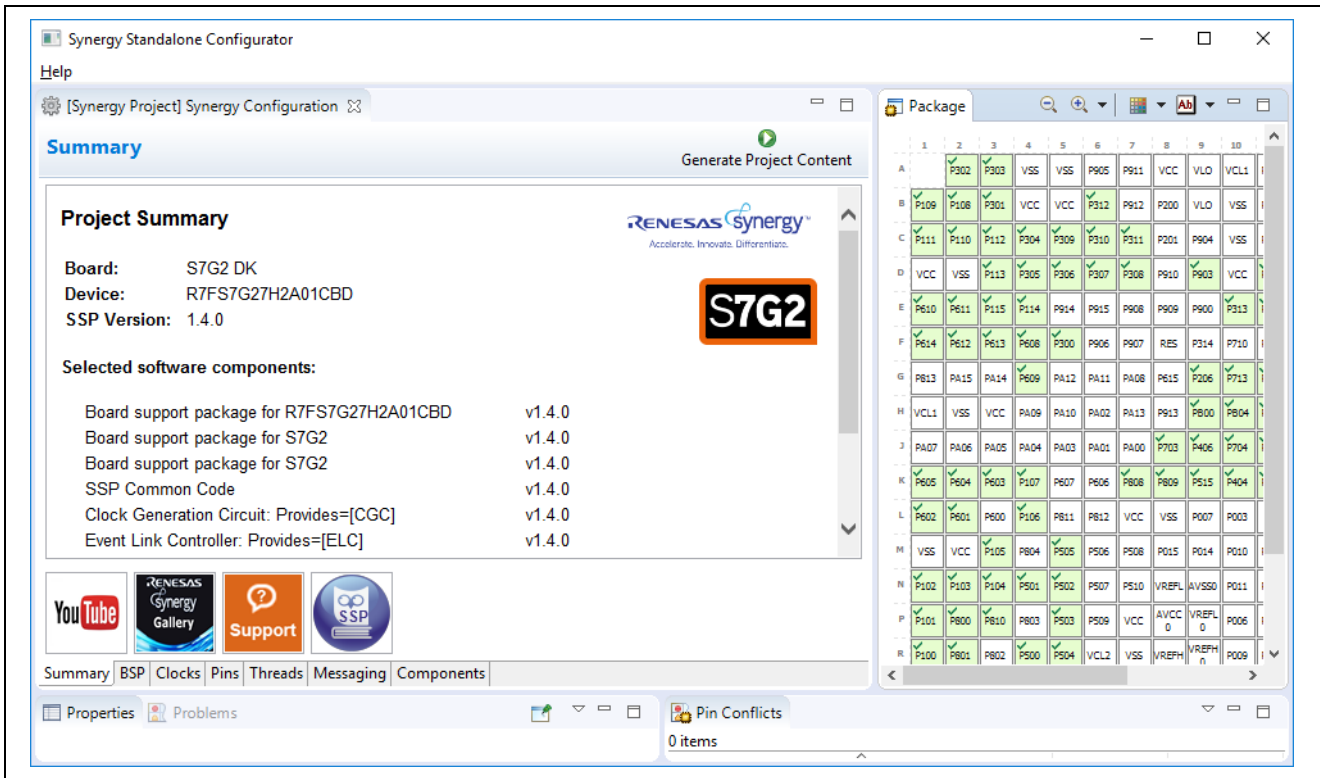 Synergy Standalone Configurator
Help
[Synergy Project] Synergy Configuration
Summary
Generate Project Content
Project Summary
RENESAS synergy™
Accelerate. Innovate. Differentiate.
Board: S7G2 DK
Device: R7FS7G27H2A01CBD
SSP Version: 1.4.0
S7G2
Selected software components:
Board support package for R7FS7G27H2A01CBD v1.4.0
Board support package for S7G2 v1.4.0
Board support package for S7G2 v1.4.0
SSP Common Code v1.4.0
Clock Generation Circuit: Provides=[CGC] v1.4.0
Event Link Controller: Provides=[ELC] v1.4.0
YouTube
RENESAS
synergy
Gallery
Support
SSP
Summary BSP Clocks Pins Threads Messaging Components
Package
Ab
1 2 3 4 5 6 7 8 9 10
A P302 P303 VSS VSS P905 P911 VCC VLO VCL1
B P109 P108 P301 VCC VCC P312 P912 P200 VLO VSS
C P111 P110 P112 P304 P309 P310 P311 P201 P904 VSS
D VCC VSS P113 P305 P306 P307 P308 P910 P903 VCC
E P610 P611 P115 P114 P914 P915 P908 P909 P900 P313
F P614 P612 P613 P608 P300 P906 P907 RES P314 P710
G P813 PA15 PA14 P609 PA12 PA11 PA08 P615 P206 P713
H VCL1 VSS VCC PA09 PA10 PA02 PA13 P913 PB00 PB04
J PA07 PA06 PA05 PA04 PA03 PA01 PA00 P703 P406 P704
K P605 P604 P603 P107 P607 P606 P808 P809 P515 P404
L P602 P601 P600 P106 P811 P812 VCC VSS P007 P003
M VSS VCC P105 P804 P505 P506 P508 P015 P014 P010
N P102 P103 P104 P501 P502 P507 P510 VREFL AVSS0 P011
P P101 P800 P810 P803 P503 P509 VCC AVCC0 VREFL0 P006
R P100 P801 P802 P500 P504 VCL2 VSS VREFH VREFH0 P009
Properties Problems
Pin Conflicts
0 items